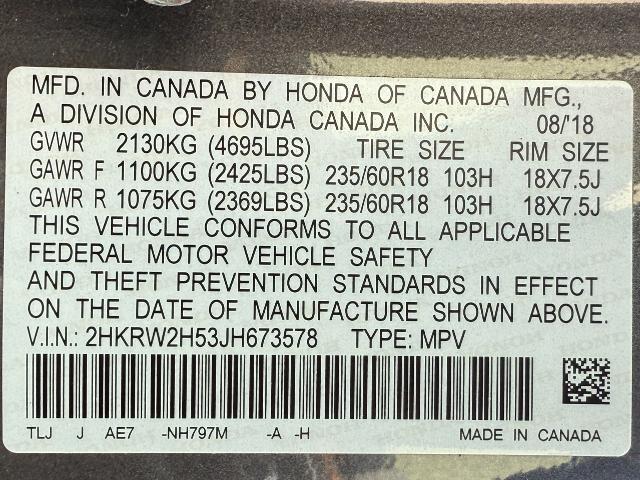 MFD. IN CANADA BY HONDA OF CANADA MFG.,
A DIVISION OF HONDA CANADA INC. 08/'18
GVWR 2130KG (4695LBS) TIRE SIZE RIM SIZE
GAWR F 1100KG (2425LBS) 235/60R18 103H 18X7.5J
GAWR R 1075KG (2369LBS) 235/60R18 103H 18X7.5J
THIS VEHICLE CONFORMS TO ALL APPLICABLE
FEDERAL MOTOR VEHICLE SAFETY
AND THEFT PREVENTION STANDARDS IN EFFECT
ON THE DATE OF MANUFACTURE SHOWN ABOVE.
V.I.N.: 2HKRW2H53JH673578 TYPE: MPV
TLJ J AE7 -NH797M -A -H MADE IN CANADA